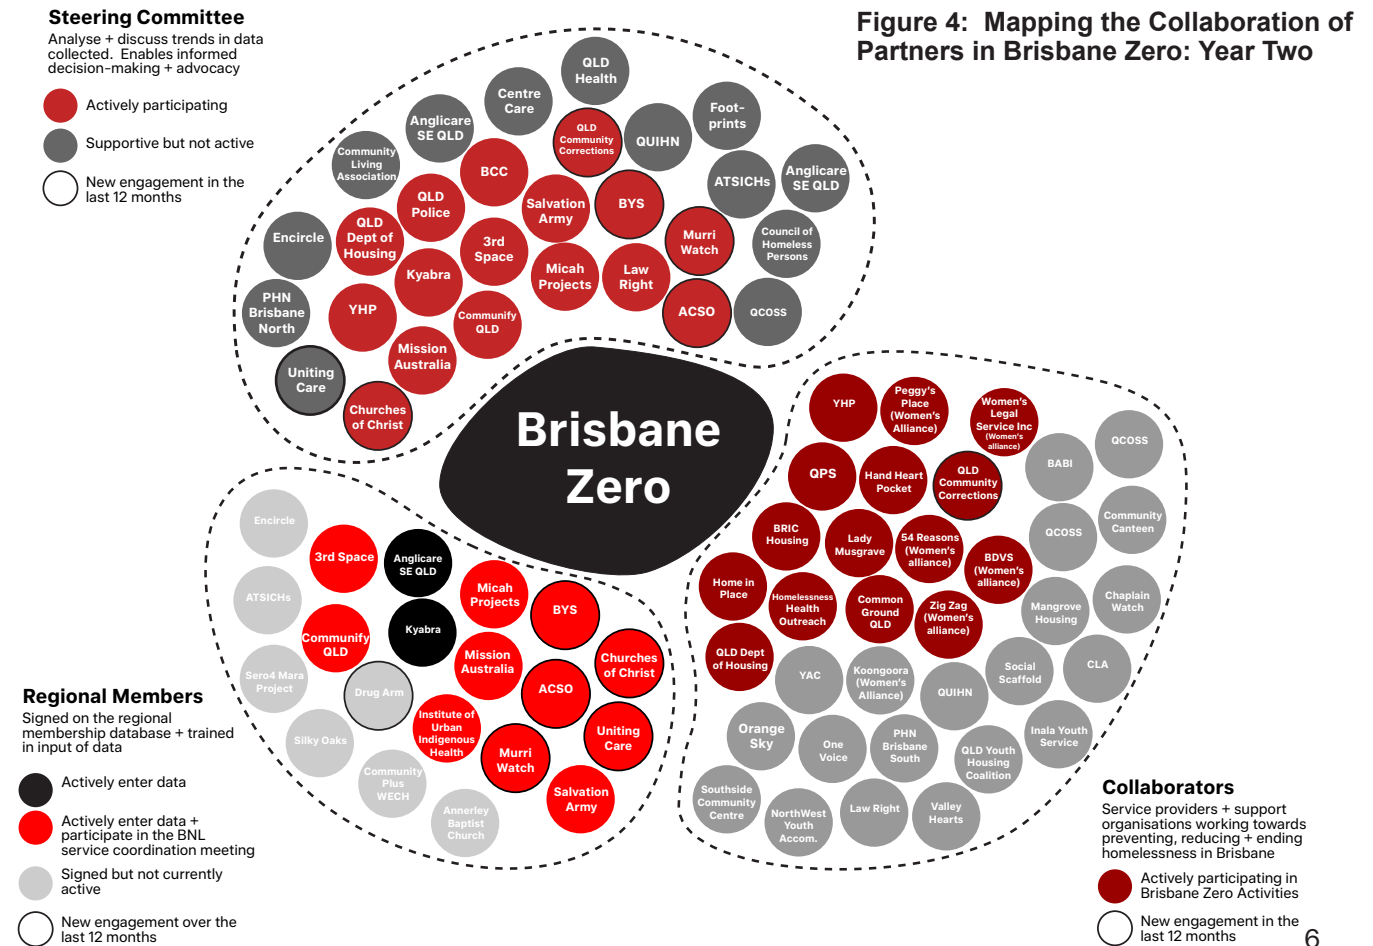 Figure 4:  Mapping the Collaboration of
Partners in Brisbane Zero: Year Two
Steering Committee
Analyse + discuss trends in data
collected.  Enables informed
decision-making + advocacy
Actively participating
Supportive but not active
New engagement in the
last 12 months
QLD
Health
Centre
Care
Anglicare
SE QLD
Community
Living
Association
QLD
Community
Corrections
QUIHN
Foot-
prints
ATSICHs
Anglicare
SE QLD
Council of
Homeless
Persons
QCOSS
BCC
QLD
Police
Salvation
Army
BYS
Murri
Watch
Encircle
QLD
Dept of
Housing
3rd
Space
Kyabra
Micah
Projects
Law
Right
ACSO
PHN
Brisbane
North
YHP
Communify
QLD
Mission
Australia
Uniting
Care
Churches
of Christ
Brisbane
Zero
Encircle
3rd Space
Anglicare
SE QLD
Micah
Projects
BYS
ATSICHs
Communify
QLD
Kyabra
Mission
Australia
Churches
of Christ
Sero4 Mara
Project
Drug Arm
ACSO
Institute of
Urban
Indigenous
Health
Uniting
Care
Silky Oaks
Murri
Watch
Community
Plus
WECH
Salvation
Army
Annerley
Baptist
Church
Regional Members
Signed on the regional
membership database + trained
in input of data
Actively enter data
Actively enter data +
participate in the BNL
service coordination meeting
Signed but not currently
active
New engagement over the
last 12 months
YHP
Peggy's
Place
(Women's
Alliance)
Women's
Legal
Service Inc
(Women's
alliance)
QCOSS
BABI
QPS
Hand Heart
Pocket
QLD
Community
Corrections
BRIC
Housing
Lady
Musgrave
54 Reasons
(Women's
alliance)
BDVS
(Women's
alliance)
QCOSS
Community
Canteen
Home in
Place
Homelessness
Health
Outreach
Common
Ground
QLD
Zig Zag
(Women's
alliance)
Mangrove
Housing
Chaplain
Watch
QLD Dept
of Housing
YAC
Koongoora
(Women's
Alliance)
QUIHN
Social
Scaffold
CLA
Orange
Sky
One
Voice
PHN
Brisbane
South
QLD Youth
Housing
Coalition
Inala Youth
Service
Southside
Community
Centre
NorthWest
Youth
Accom.
Law Right
Valley
Hearts
Collaborators
Service providers + support
organisations working towards
preventing, reducing + ending
homelessness in Brisbane
Actively participating in
Brisbane Zero Activities
New engagement in the
last 12 months
6